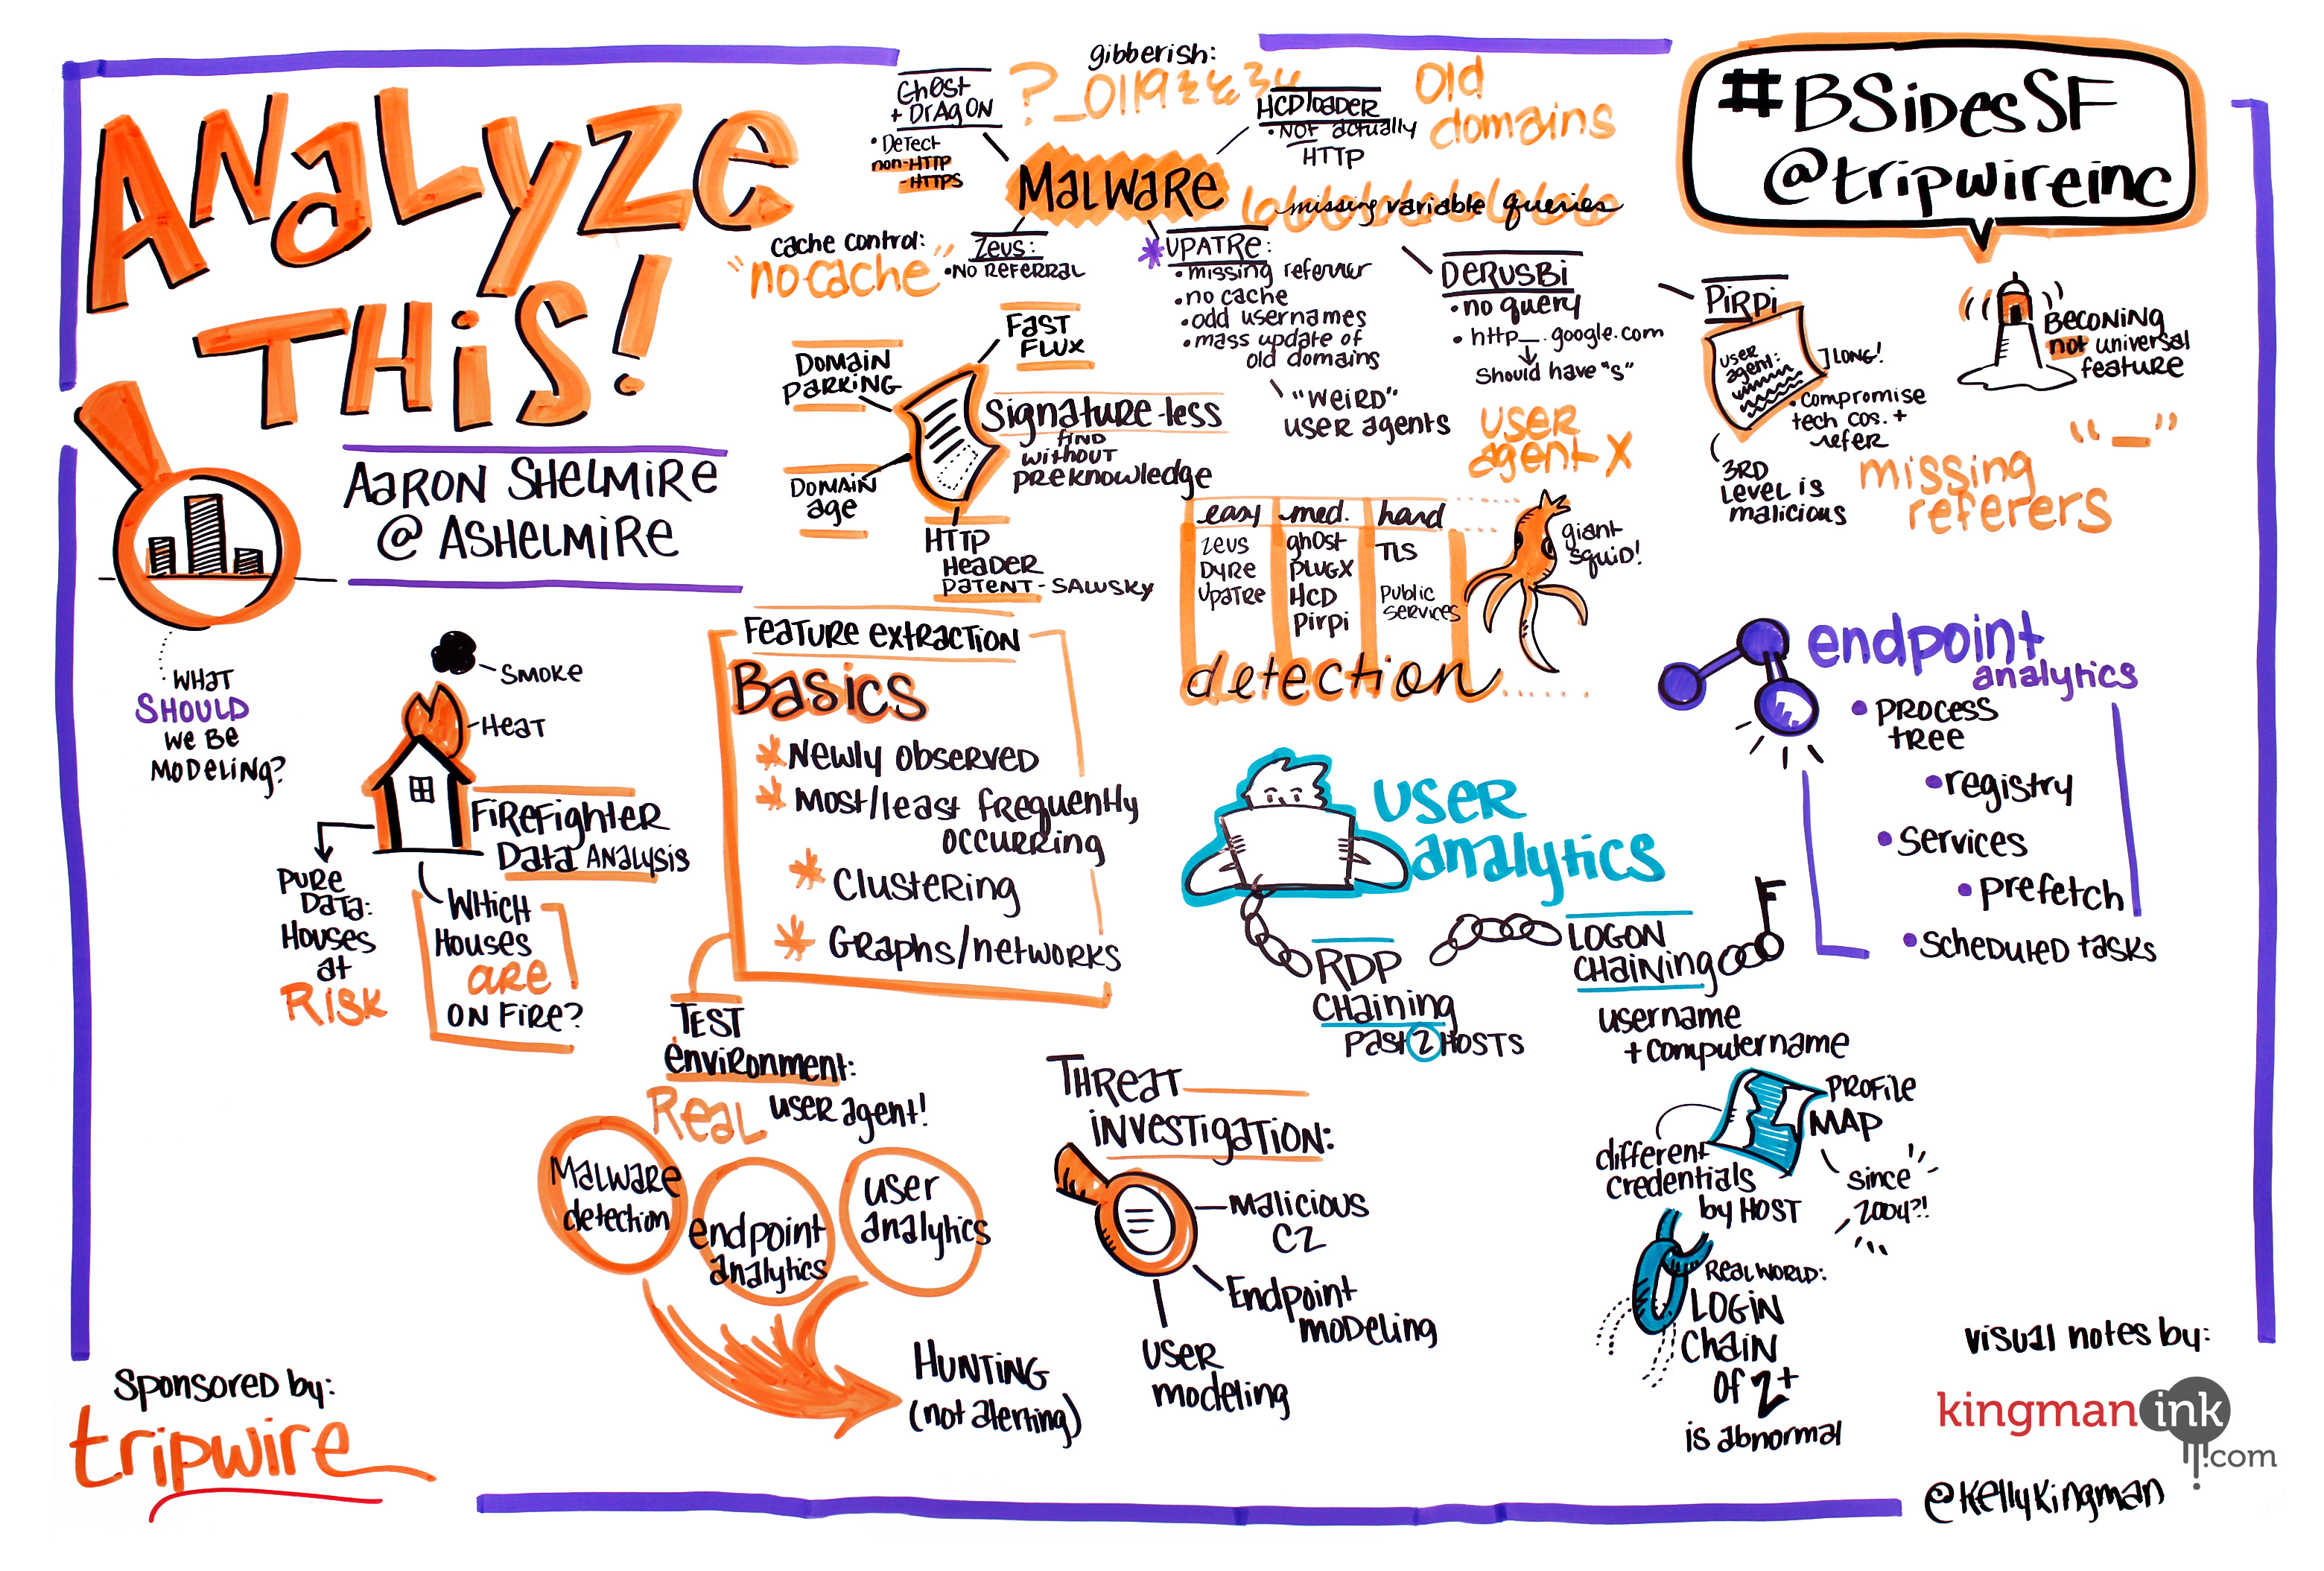 ANALYZE
THIS!
AARON SHELMIRE
@ ASHELMIRE
WHAT
SHOULD
WE BE
MODELING?
SMOKE
HEAT
FIREFIGHTER
DATA ANALYSIS
PURE
DATA:
HOUSES
at
RISK
WHICH
HOUSES
are
ON FIRE?
gibberish:
?_0119
Gh0st
+ DRAGON
• DETECT
non-HTTP
-HTTPS
HCDloader
• NOT actually
HTTP
old
domains
MALWARE
missing variable queries
cache control:
"no cache"
Zeus:
• NO REFERRAL
UPATRE:
• missing referrer
• no cache
• odd usernames
• mass update of
old domains
"WEIRD"
user agents
DERUSBI
• no query
• http_.google.com
should have "s"
USER
agent X
PIRPI
USER
agent:
] LONG!
• compromise
tech cos. +
refer
3RD
LEVEL is
malicious
#BSidesSF
@tripwireinc
BECONING
not universal
feature
"_"
missing
referers
DOMAIN
PARKING
FAST
FLUX
Signature-less
find
without
preknowledge
DOMAIN
age
HTTP
HEADER
PATENT - SALUSKY
easy med. hard
zeus gh0st TLS
DYRE PLUGX
UPATRE HCD PUBLIC
Pirpi SERVICES
detection
giant
squid!
FEATURE EXTRACTION
BASICS
* Newly observed
* Most/least frequently
occurring
* Clustering
* Graphs/networks
TEST
environment:
REAL user agent!
MALWARE
detection
endpoint
analytics
user
analytics
HUNTING
(not alerting)
THREAT
investigation:
Malicious
C2
Endpoint
modeling
USER
modeling
USER
analytics
RDP
CHaining
past 2 HOSTS
LOGON
CHaining
username
+ computername
PROFILE
MAP
different
credentials
by HOST
since
2004?!
REAL WORLD:
LOGIN
CHAIN
OF 2+
is abnormal
endpoint
analytics
• PROCESS
TREE
• registry
• services
• prefetch
• SCHEDULED TASKS
SPONSORED by:
tripwire
VISUAL NOTES by:
kingman ink
.com
@KellyKingman